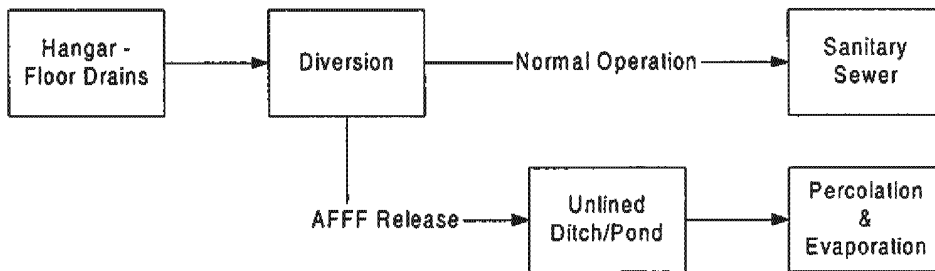 Hangar -
Floor Drains
Diversion
Normal Operation
Sanitary
Sewer
AFFF Release
Unlined
Ditch/Pond
Percolation
&
Evaporation